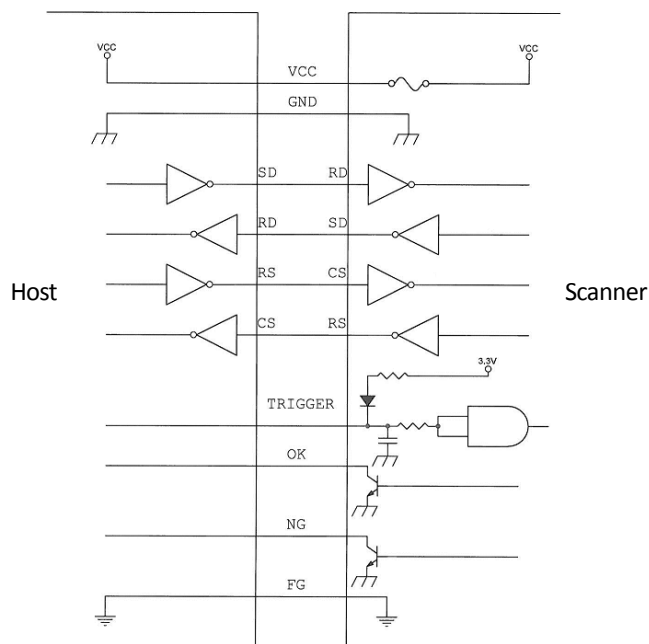 VCC VCC
VCC
GND
SD RD
RD SD
RS CS
Host Scanner
CS RS
3.3V
TRIGGER
OK
NG
FG